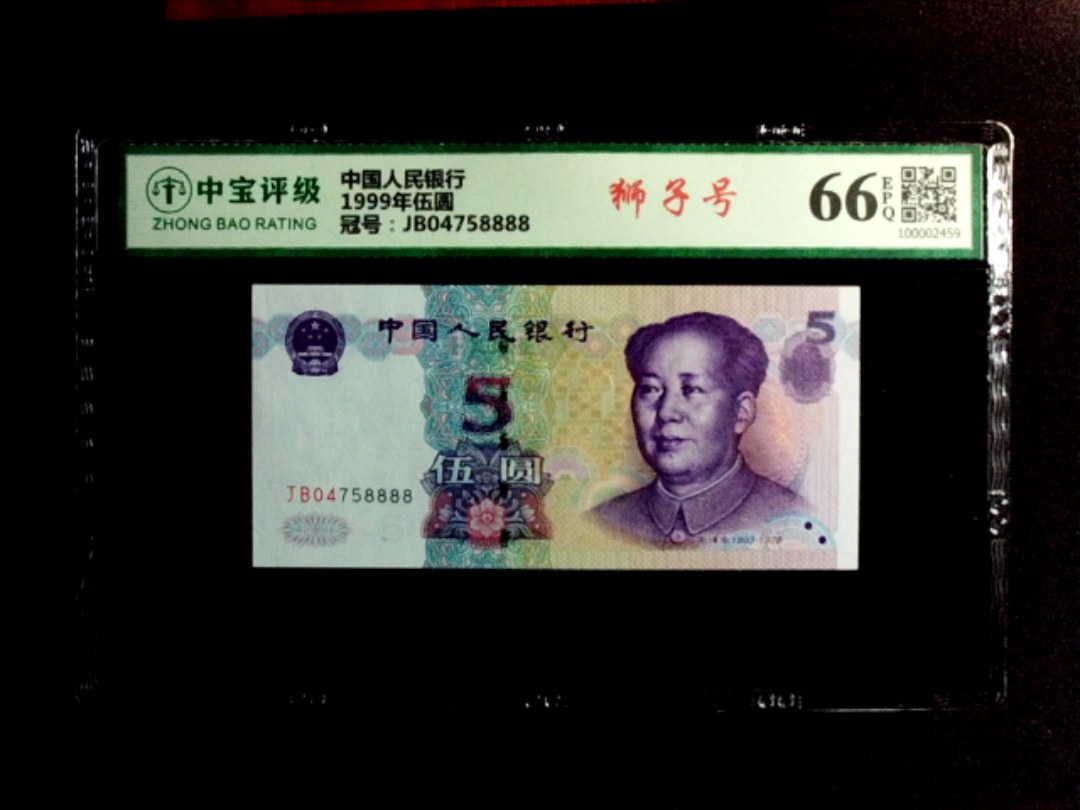 中宝评级
ZHONG BAO RATING
中国人民银行
1999年伍圆
冠号:JB04758888
狮子号
66
EPQ
100002459
中国人民银行
5
5
伍圆
JB04758888